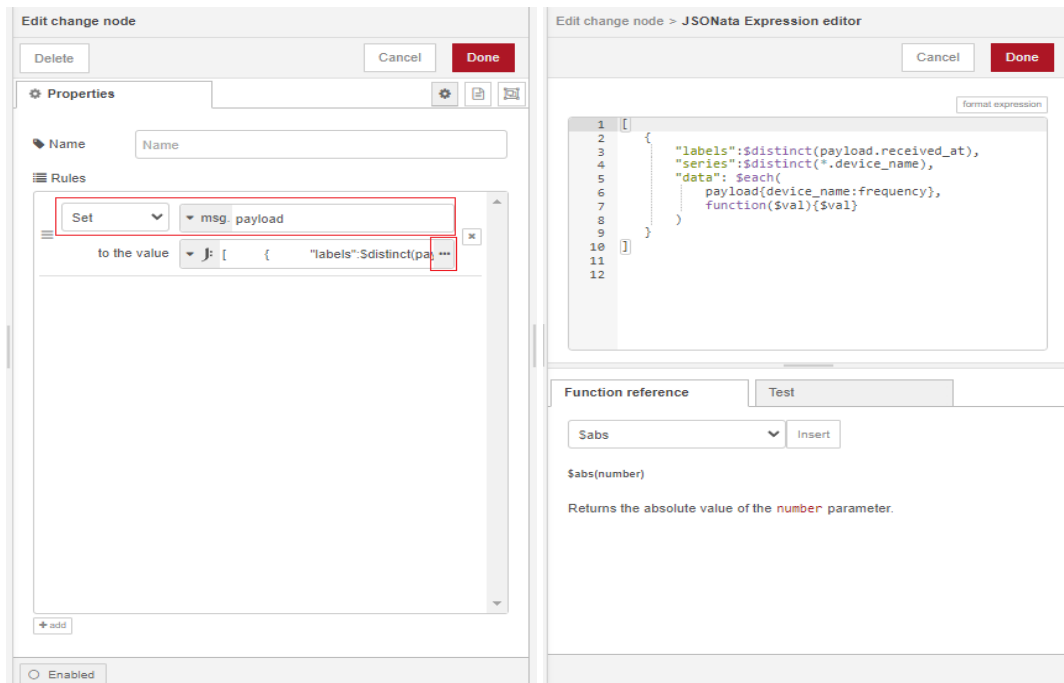 Edit change node
Delete
Cancel
Done
Properties
Name
Name
Rules
Set
msg. payload
to the value
[ { "labels":$distinct(pay
+ add
Enabled
Edit change node > JSONata Expression editor
Cancel
Done
format expression
1 [
2 {
3 "labels":$distinct(payload.received_at),
4 "series":$distinct(*.device_name),
5 "data": $each(
6 payload{device_name:frequency},
7 function($val){$val}
8 )
9 }
10 ]
11
12
Function reference
Test
$abs
Insert
$abs(number)
Returns the absolute value of the number parameter.